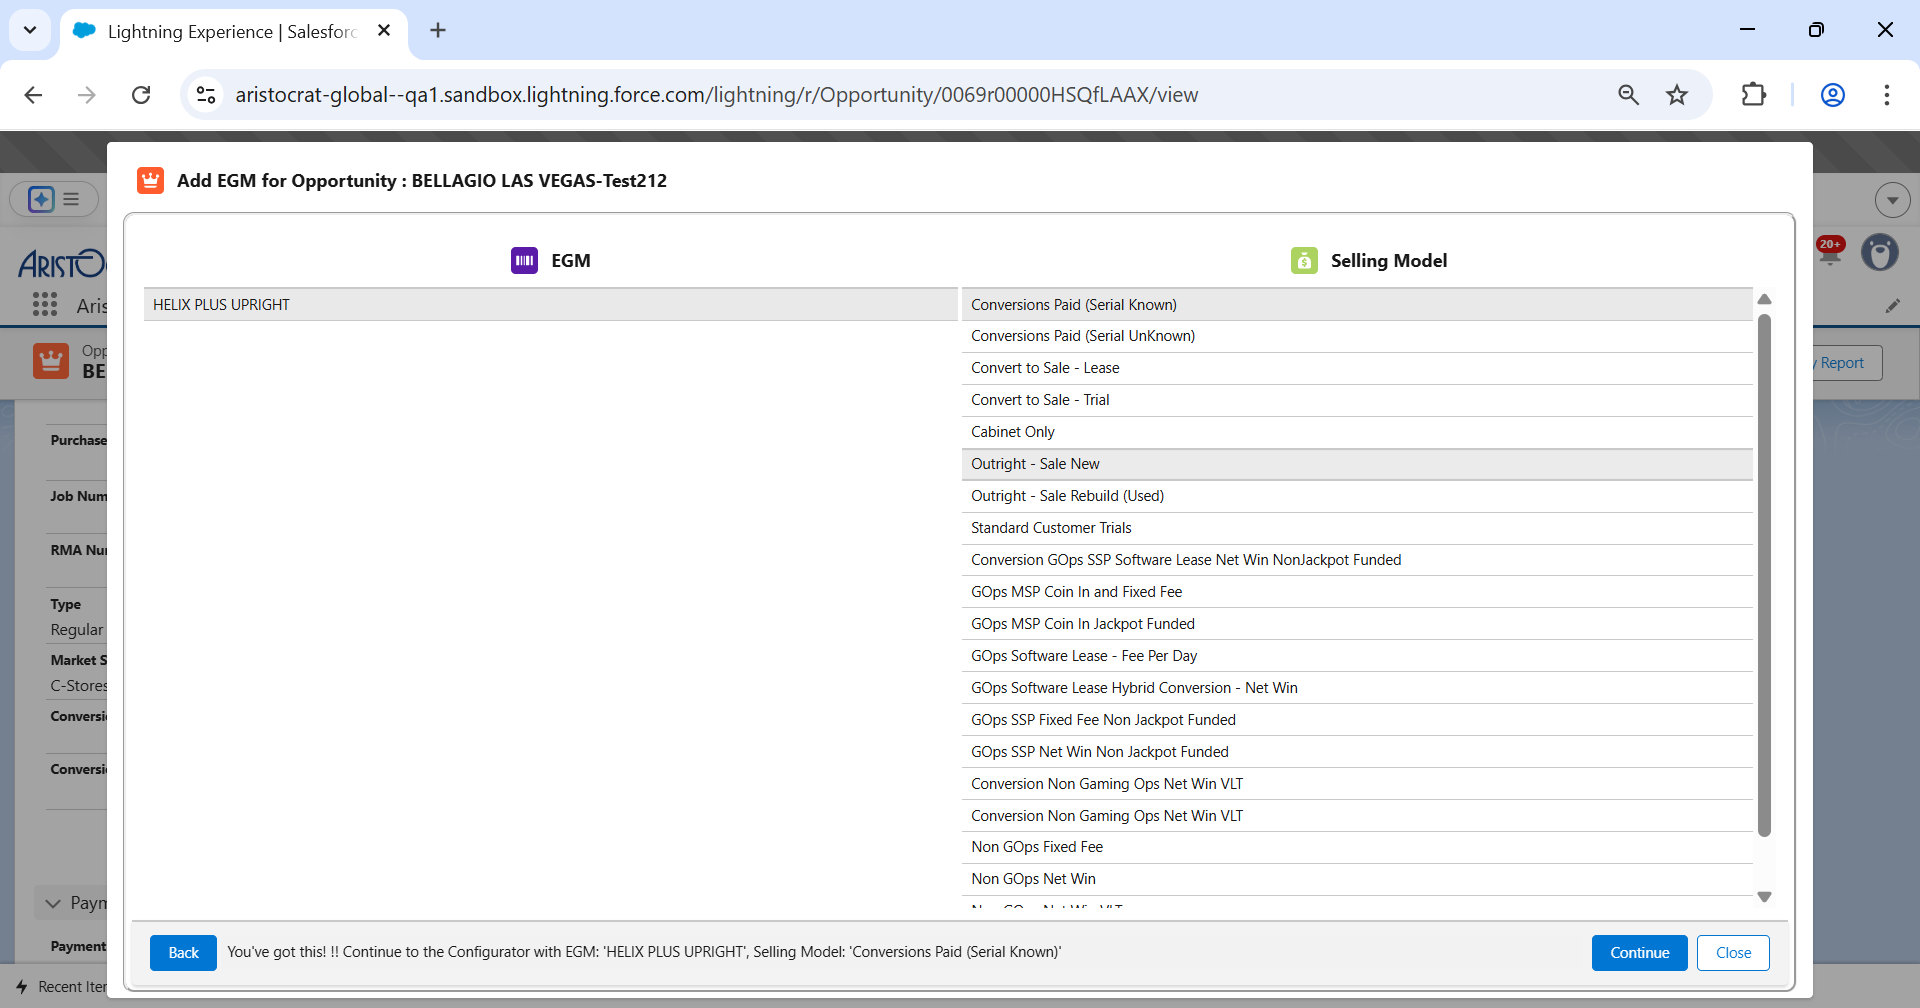 Lightning Experience | Salesforc
aristocrat-global--qa1.sandbox.lightning.force.com/lightning/r/Opportunity/0069r00000HSQfLAAX/view
Add EGM for Opportunity : BELLAGIO LAS VEGAS-Test212
EGM
Selling Model
HELIX PLUS UPRIGHT
Conversions Paid (Serial Known)
Conversions Paid (Serial UnKnown)
Convert to Sale - Lease
Convert to Sale - Trial
Cabinet Only
Outright - Sale New
Outright - Sale Rebuild (Used)
Standard Customer Trials
Conversion GOps SSP Software Lease Net Win NonJackpot Funded
GOps MSP Coin In and Fixed Fee
GOps MSP Coin In Jackpot Funded
GOps Software Lease - Fee Per Day
GOps Software Lease Hybrid Conversion - Net Win
GOps SSP Fixed Fee Non Jackpot Funded
GOps SSP Net Win Non Jackpot Funded
Conversion Non Gaming Ops Net Win VLT
Conversion Non Gaming Ops Net Win VLT
Non GOps Fixed Fee
Non GOps Net Win
Back
You've got this! !! Continue to the Configurator with EGM: 'HELIX PLUS UPRIGHT', Selling Model: 'Conversions Paid (Serial Known)'
Continue
Close
ARISTO
Aris
20+
Opp
BE
y Report
Purchase
Job Num
RMA Nu
Type
Regular
Market S
C-Stores
Conversi
Conversi
Paym
Payment
Recent Iter